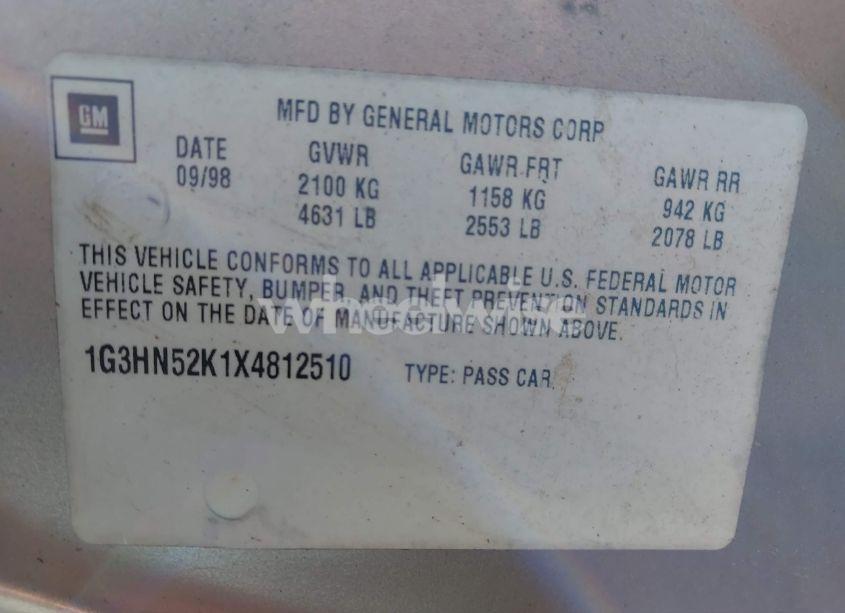 GM
MFD BY GENERAL MOTORS CORP
DATE GVWR GAWR FRT GAWR RR
09/98 2100 KG 1158 KG 942 KG
4631 LB 2553 LB 2078 LB
THIS VEHICLE CONFORMS TO ALL APPLICABLE U.S. FEDERAL MOTOR
VEHICLE SAFETY, BUMPER, AND THEFT PREVENTION STANDARDS IN
EFFECT ON THE DATE OF MANUFACTURE SHOWN ABOVE.
wheelwire
1G3HN52K1X4812510 TYPE: PASS CAR